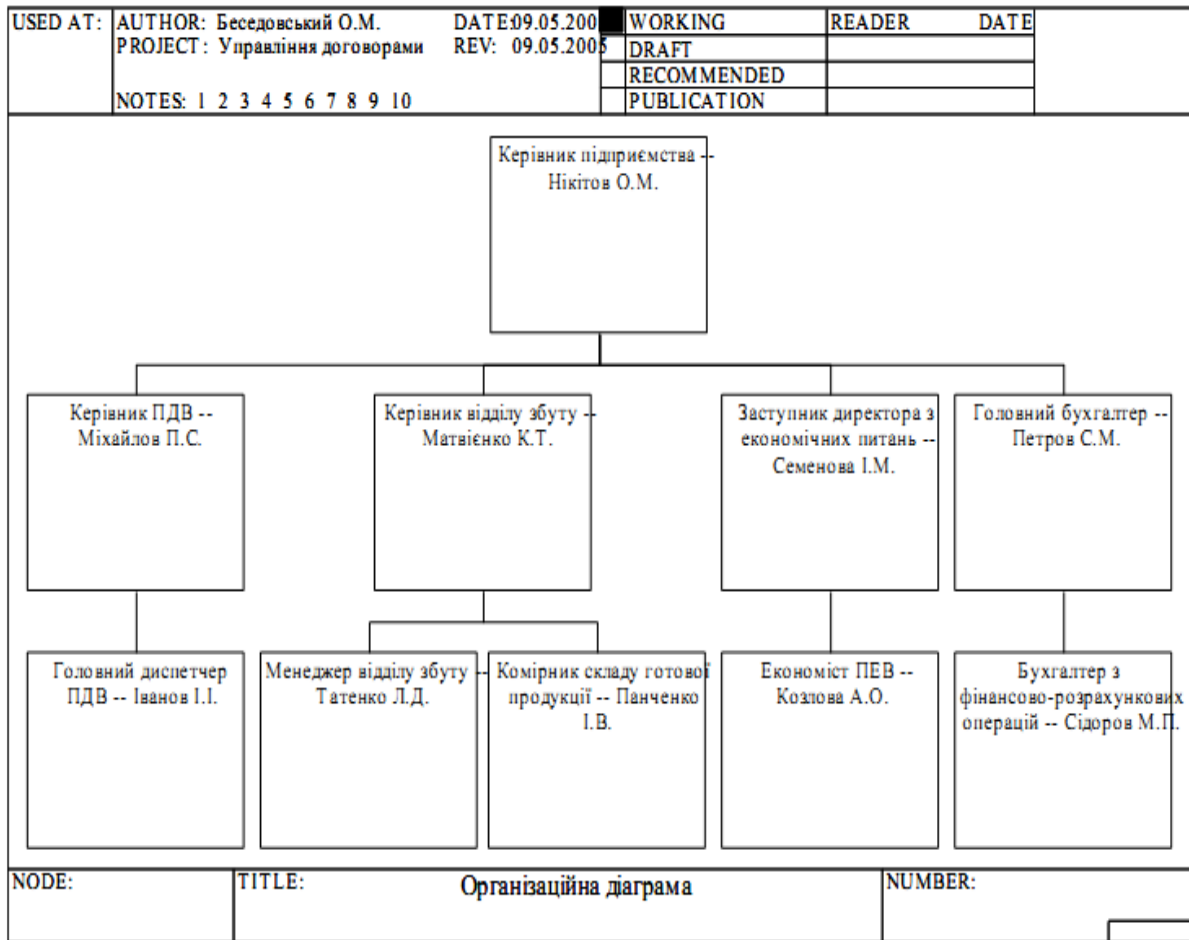 USED AT: AUTHOR: Беседовський О.М. DATE:09.05.200 WORKING READER DATE
PROJECT: Управління договорами REV: 09.05.2005 DRAFT
RECOMMENDED
NOTES: 1 2 3 4 5 6 7 8 9 10 PUBLICATION
Керівник підприємства --
Нікітов О.М.
Керівник ПДВ --
Міхайлов П.С.
Керівник відділу збуту --
Матвієнко К.Т.
Заступник директора з
економічних питань --
Семенова І.М.
Головний бухгалтер --
Петров С.М.
Головний диспетчер
ПДВ -- Іванов І.І.
Менеджер відділу збуту --
Татенко Л.Д.
Комірник складу готової
продукції -- Панченко
І.В.
Економіст ПЕВ --
Козлова А.О.
Бухгалтер з
фінансово-розрахункових
операцій -- Сідоров М.П.
NODE: TITLE: Організаційна діаграма NUMBER: